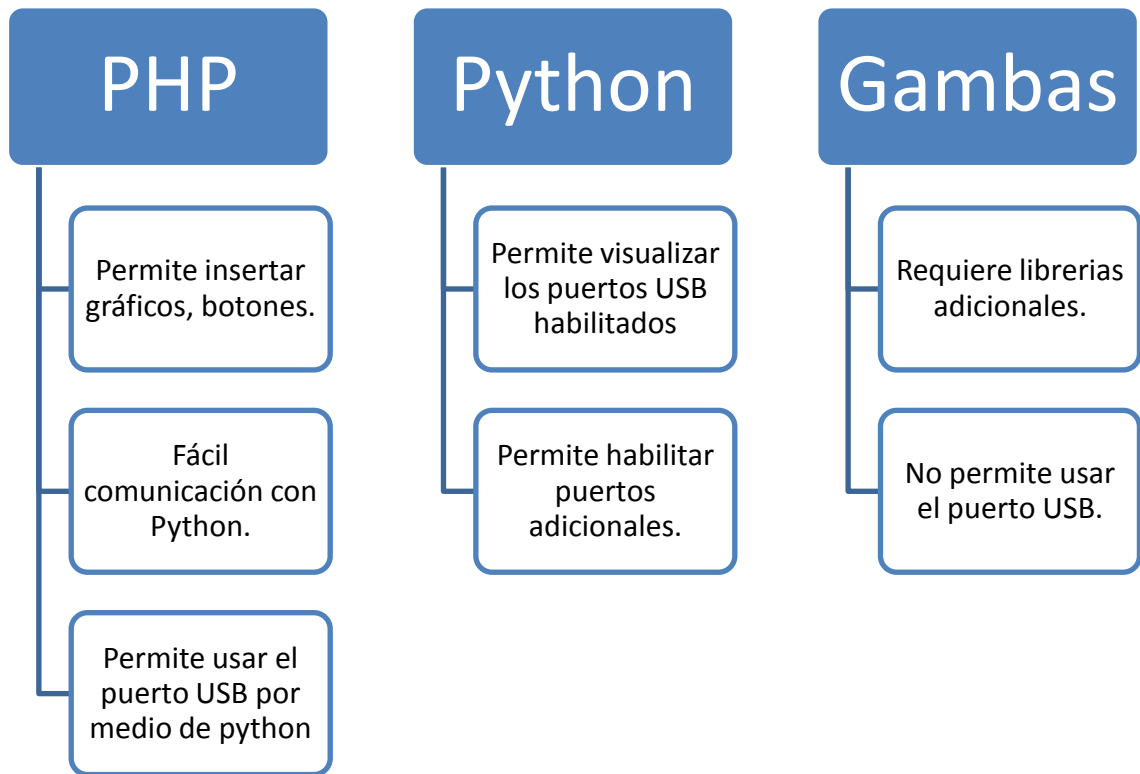 PHP
Permite insertar
gráficos, botones.
Fácil
comunicación con
Python.
Permite usar el
puerto USB por
medio de python
Python
Permite visualizar
los puertos USB
habilitados
Permite habilitar
puertos
adicionales.
Gambas
Requiere librerias
adicionales.
No permite usar
el puerto USB.